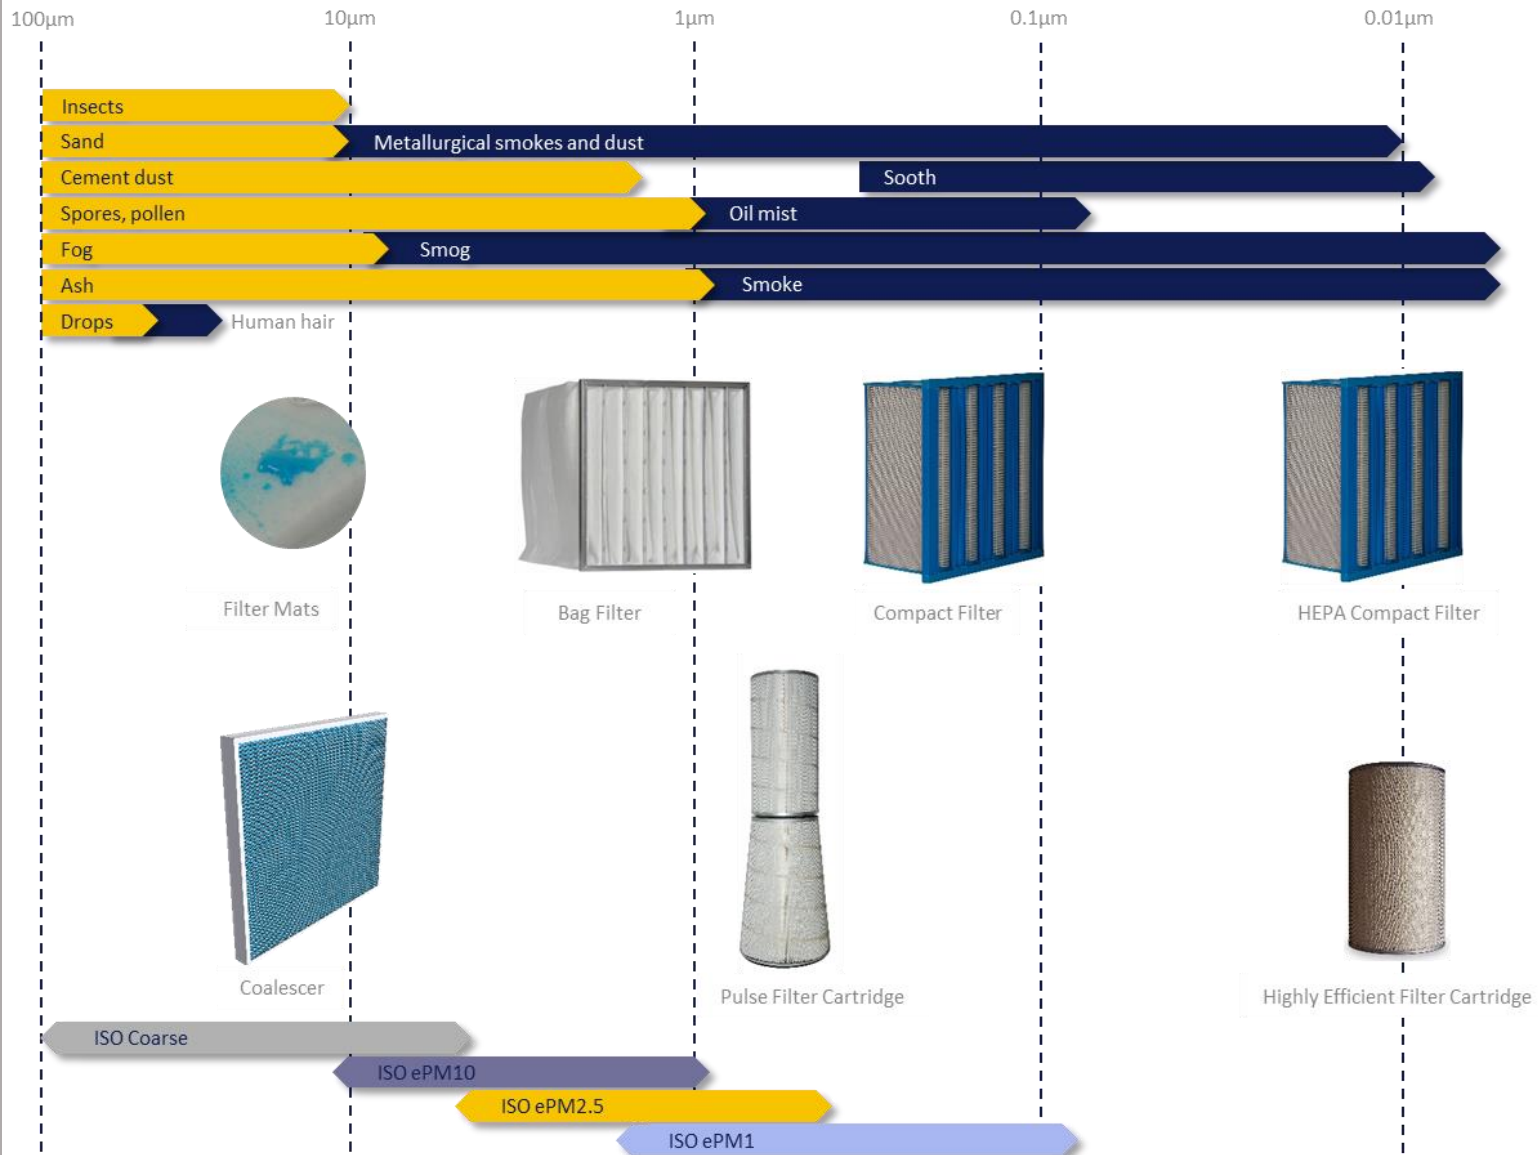 100µm 10µm 1µm 0.1µm 0.01µm
Insects
Sand Metallurgical smokes and dust
Cement dust Sooth
Spores, pollen Oil mist
Fog Smog
Ash Smoke
Drops Human hair
Filter Mats Bag Filter Compact Filter HEPA Compact Filter
Coalescer Pulse Filter Cartridge Highly Efficient Filter Cartridge
ISO Coarse
ISO ePM10
ISO ePM2.5
ISO ePM1